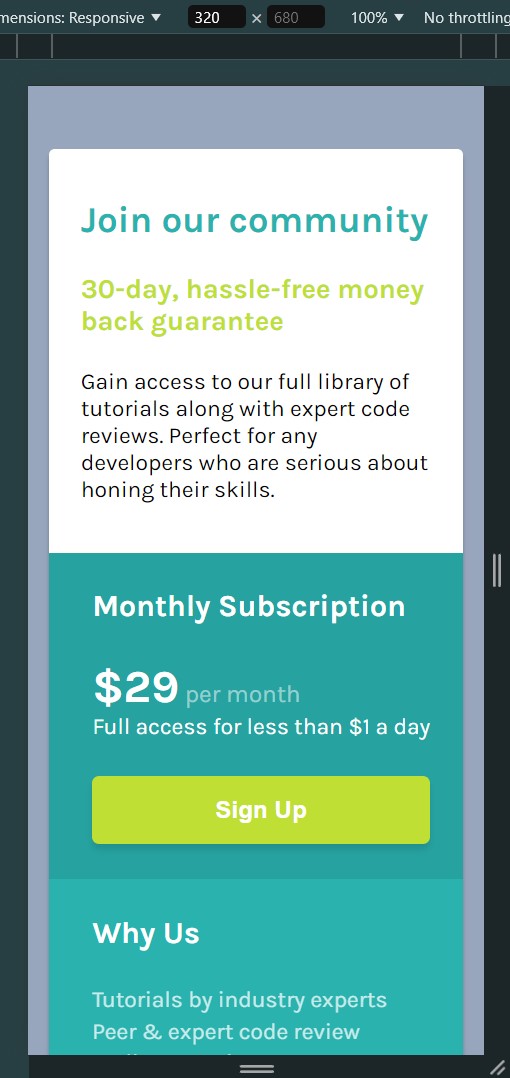 mensions: Responsive ▼ 320 × 680 100% ▼ No throttling
Join our community
30-day, hassle-free money
back guarantee
Gain access to our full library of
tutorials along with expert code
reviews. Perfect for any
developers who are serious about
honing their skills.
Monthly Subscription
$29 per month
Full access for less than $1 a day
Sign Up
Why Us
Tutorials by industry experts
Peer & expert code review